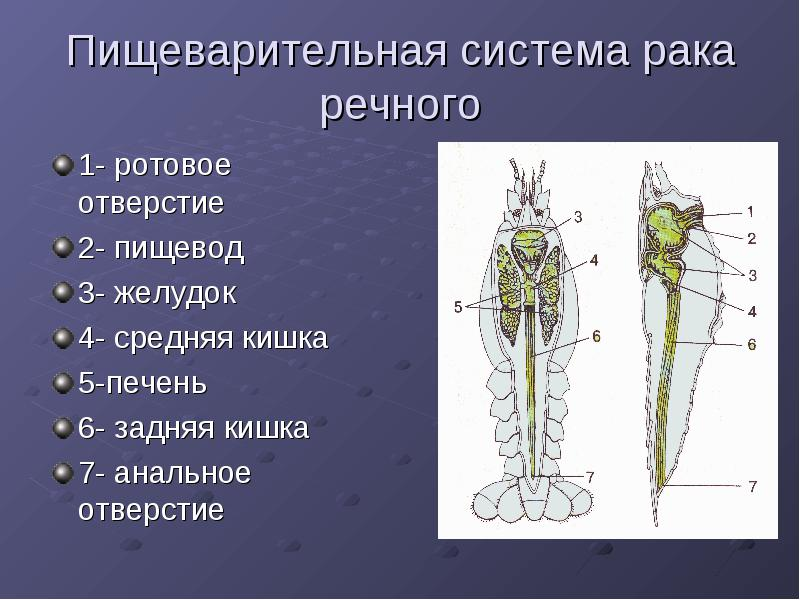 Пищеварительная система рака
речного
1- ротовое
отверстие
2- пищевод
3- желудок
4- средняя кишка
5-печень
6- задняя кишка
7- анальное
отверстие
3
4
5
6
7
1
2
3
4
6
7